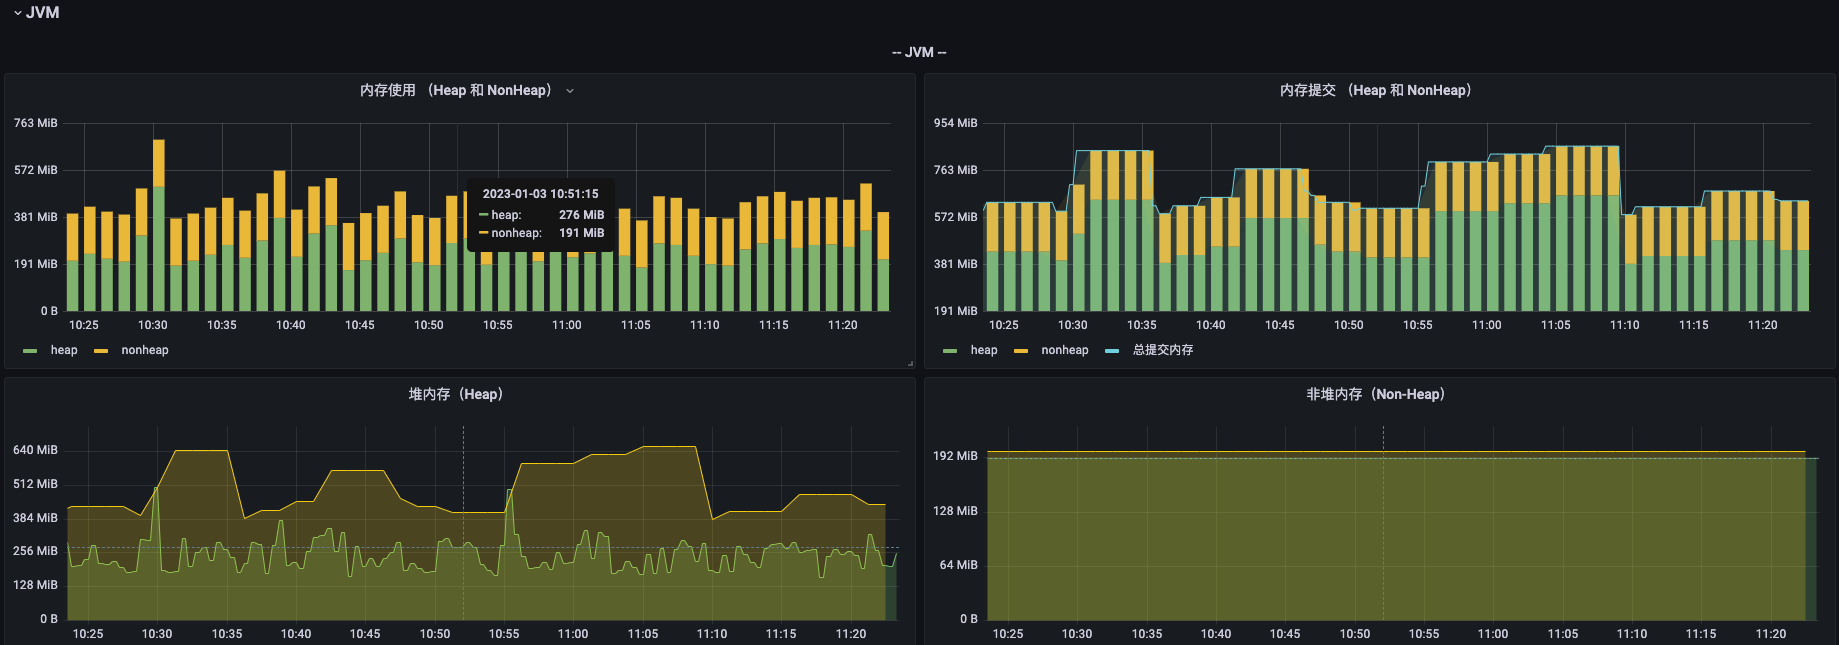 JVM
-- JVM --
内存使用 （Heap 和 NonHeap）
763 MiB
572 MiB
381 MiB
191 MiB
0 B
10:25 10:30 10:35 10:40 10:45 10:50 10:55 11:00 11:05 11:10 11:15 11:20
2023-01-03 10:51:15
heap: 276 MiB
nonheap: 191 MiB
heap nonheap
内存提交 （Heap 和 NonHeap）
954 MiB
763 MiB
572 MiB
381 MiB
191 MiB
10:25 10:30 10:35 10:40 10:45 10:50 10:55 11:00 11:05 11:10 11:15 11:20
heap nonheap 总提交内存
堆内存（Heap）
640 MiB
512 MiB
384 MiB
256 MiB
128 MiB
0 B
10:25 10:30 10:35 10:40 10:45 10:50 10:55 11:00 11:05 11:10 11:15 11:20
非堆内存（Non-Heap）
192 MiB
128 MiB
64 MiB
0 B
10:25 10:30 10:35 10:40 10:45 10:50 10:55 11:00 11:05 11:10 11:15 11:20